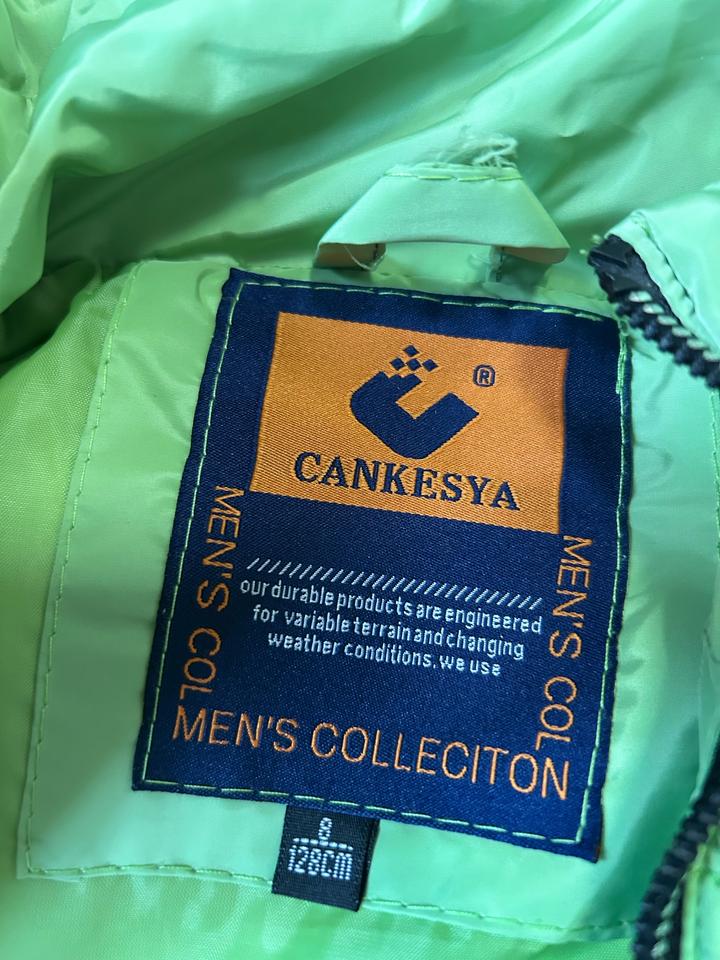 ®
CANKESYA
MEN'S COL
MEN'S COL
////////////////////////////////
our durable products are engineered
for variable terrain and changing
weather conditions, we use
MEN'S COLLECITON
8
128CM